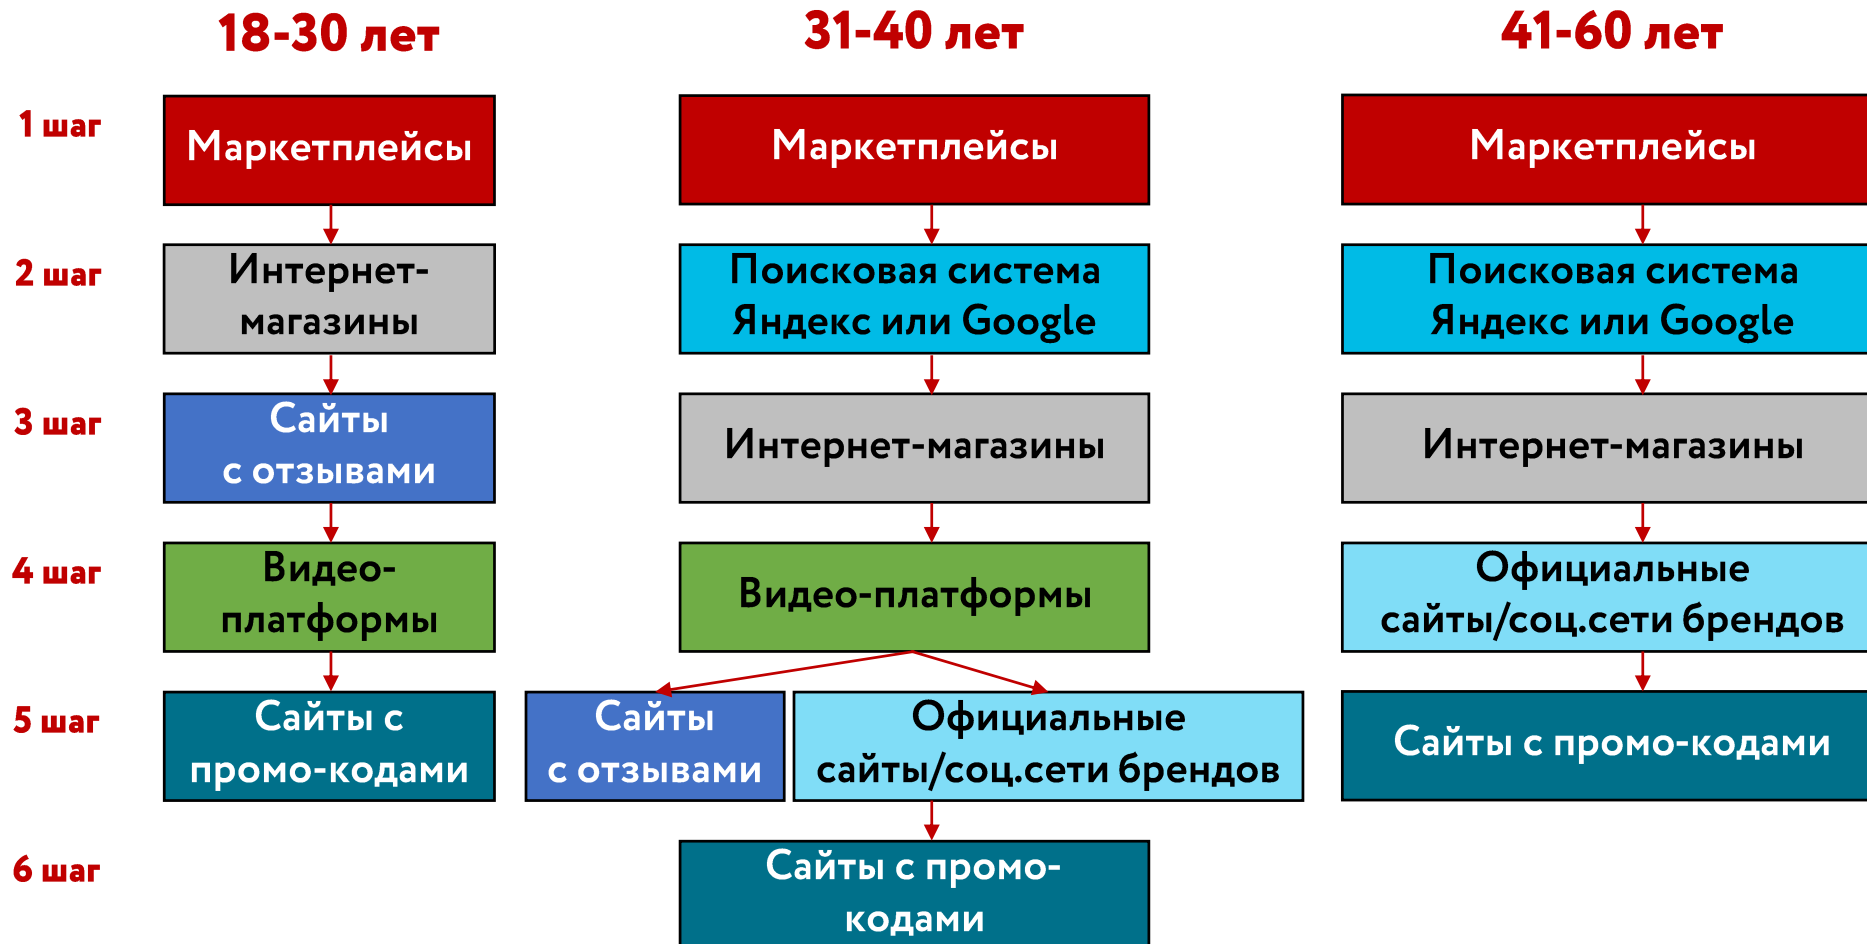 18-30 лет
31-40 лет
41-60 лет
1 шаг
Маркетплейсы
Маркетплейсы
Маркетплейсы
2 шаг
Интернет-
магазины
Поисковая система
Яндекс или Google
Поисковая система
Яндекс или Google
3 шаг
Сайты
с отзывами
Интернет-магазины
Интернет-магазины
4 шаг
Видео-
платформы
Видео-платформы
Официальные
сайты/соц.сети брендов
5 шаг
Сайты с
промо-кодами
Сайты
с отзывами
Официальные
сайты/соц.сети брендов
Сайты с промо-кодами
6 шаг
Сайты с промо-
кодами